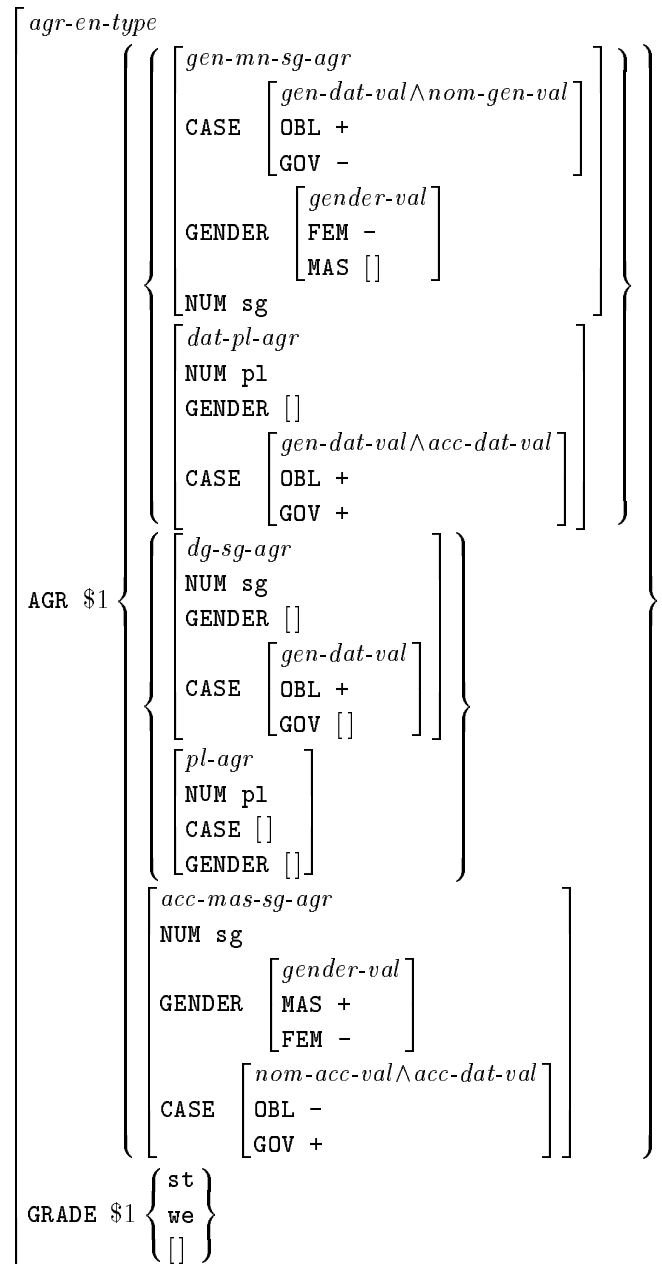 agr-en-type
gen-mn-sg-agr
gen-dat-val∧nom-gen-val
CASE OBL +
GOV -
gender-val
GENDER FEM -
MAS []
NUM sg
dat-pl-agr
NUM pl
GENDER []
gen-dat-val∧acc-dat-val
CASE OBL +
GOV +
dg-sg-agr
AGR $1 NUM sg
GENDER []
gen-dat-val
CASE OBL +
GOV []
pl-agr
NUM pl
CASE []
GENDER []
acc-mas-sg-agr
NUM sg
gender-val
GENDER MAS +
FEM -
nom-acc-val∧acc-dat-val
CASE OBL -
GOV +
st
GRADE $1 we
[]